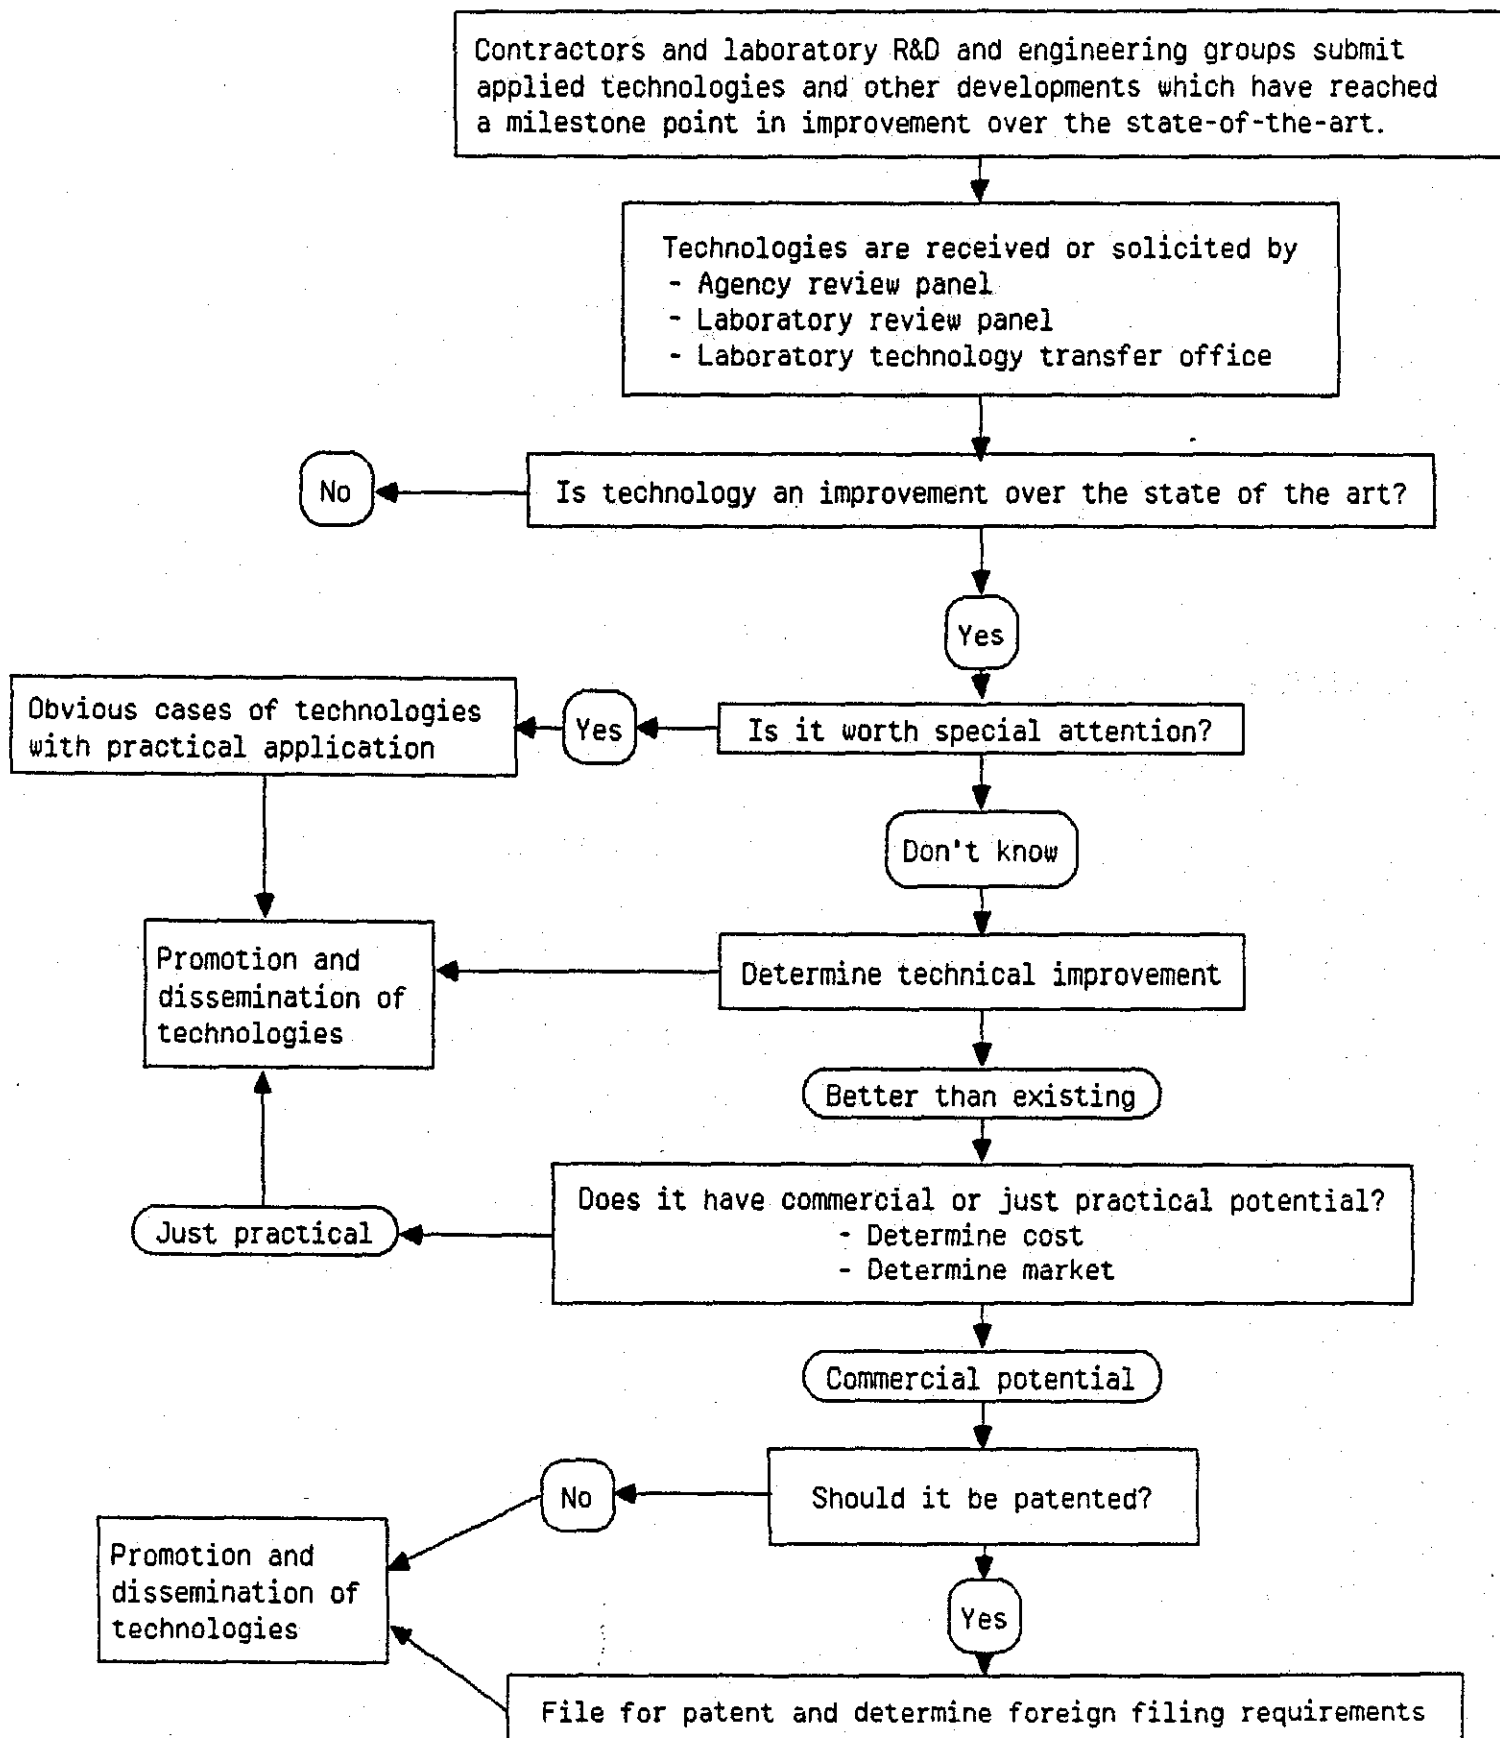 Contractors and laboratory R&D and engineering groups submit
applied technologies and other developments which have reached
a milestone point in improvement over the state-of-the-art.
Technologies are received or solicited by
- Agency review panel
- Laboratory review panel
- Laboratory technology transfer office
No
Is technology an improvement over the state of the art?
Yes
Obvious cases of technologies
with practical application
Yes
Is it worth special attention?
Don't know
Promotion and
dissemination of
technologies
Determine technical improvement
Better than existing
Just practical
Does it have commercial or just practical potential?
- Determine cost
- Determine market
Commercial potential
No
Should it be patented?
Promotion and
dissemination of
technologies
Yes
File for patent and determine foreign filing requirements